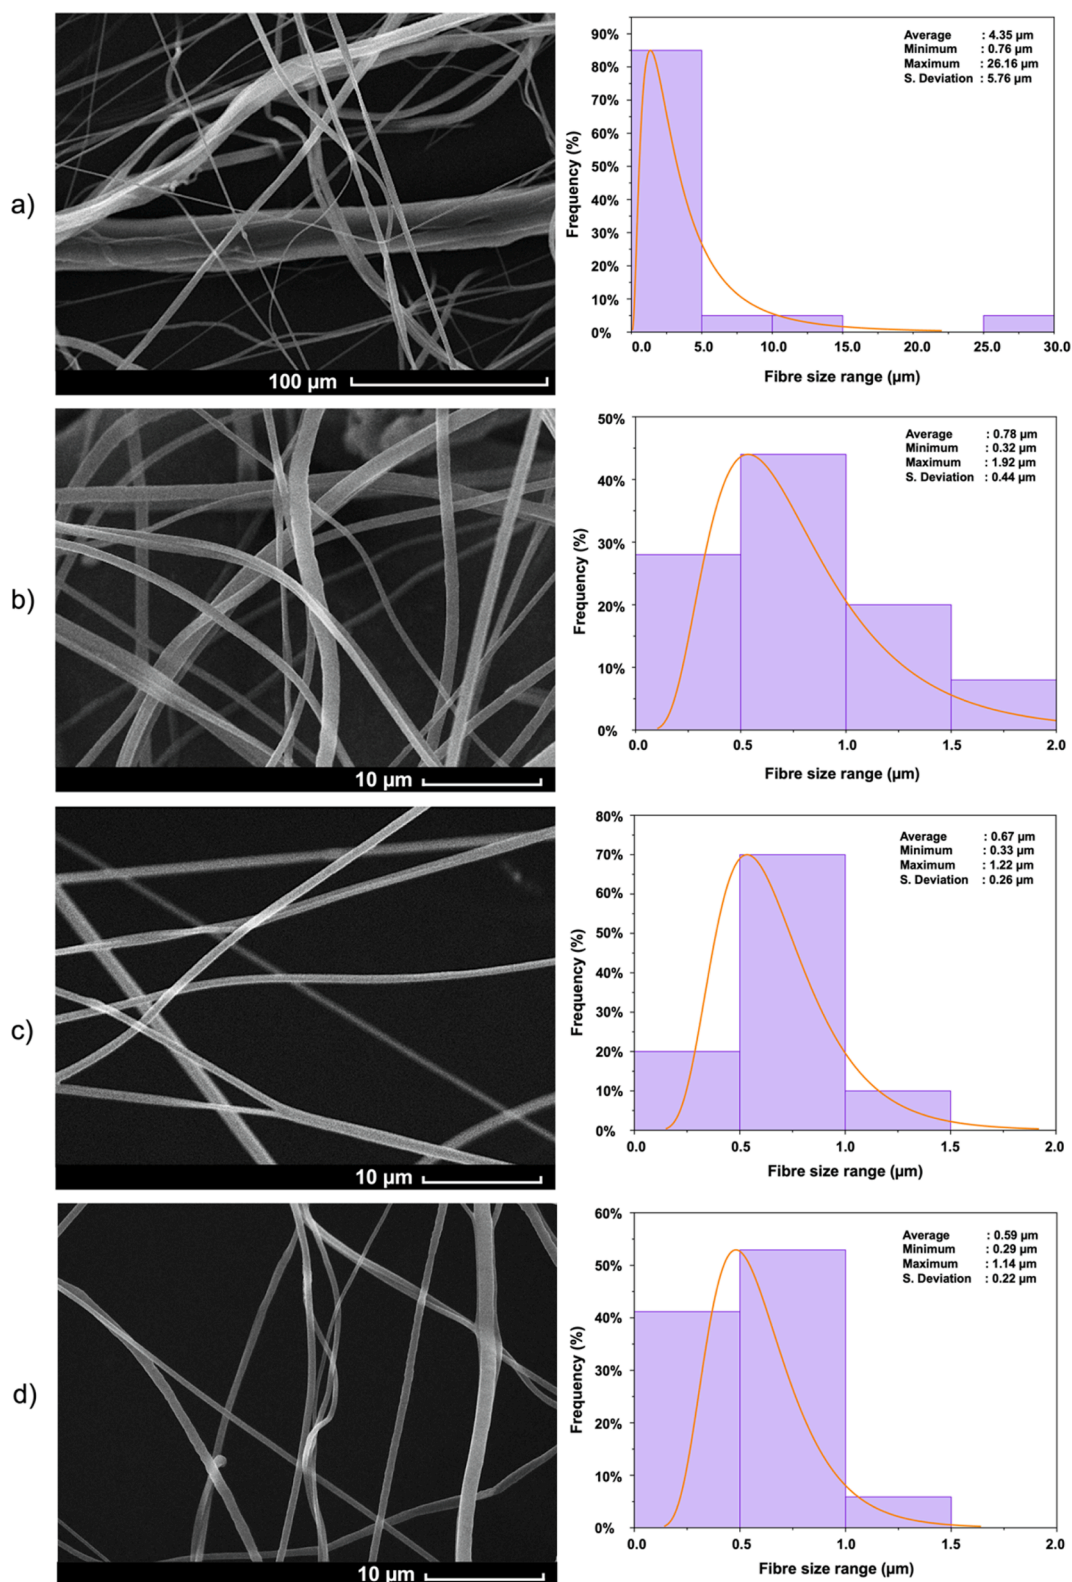 a)
100 µm
90%
80%
70%
60%
50%
40%
30%
20%
10%
0%
Frequency (%)
Average : 4.35 µm
Minimum : 0.76 µm
Maximum : 26.16 µm
S. Deviation : 5.76 µm
0.0 5.0 10.0 15.0 20.0 25.0 30.0
Fibre size range (µm)
b)
10 µm
50%
40%
30%
20%
10%
0%
Frequency (%)
Average : 0.78 µm
Minimum : 0.32 µm
Maximum : 1.92 µm
S. Deviation : 0.44 µm
0.0 0.5 1.0 1.5 2.0
Fibre size range (µm)
c)
10 µm
80%
70%
60%
50%
40%
30%
20%
10%
0%
Frequency (%)
Average : 0.67 µm
Minimum : 0.33 µm
Maximum : 1.22 µm
S. Deviation : 0.26 µm
0.0 0.5 1.0 1.5 2.0
Fibre size range (µm)
d)
10 µm
60%
50%
40%
30%
20%
10%
0%
Frequency (%)
Average : 0.59 µm
Minimum : 0.29 µm
Maximum : 1.14 µm
S. Deviation : 0.22 µm
0.0 0.5 1.0 1.5 2.0
Fibre size range (µm)